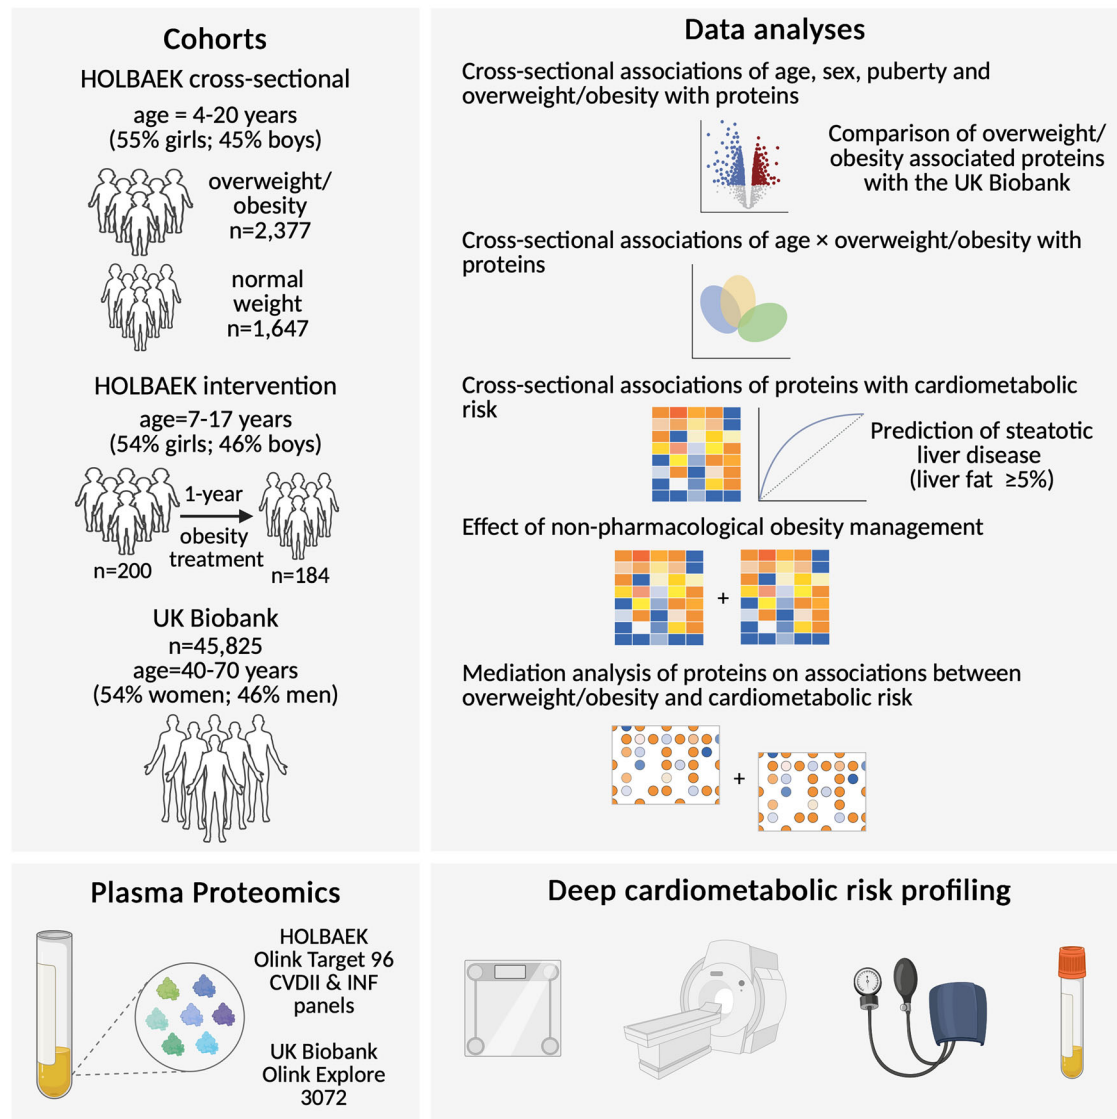 Cohorts
HOLBAEK cross-sectional
age = 4-20 years
(55% girls; 45% boys)
overweight/
obesity
n=2,377
normal
weight
n=1,647
HOLBAEK intervention
age=7-17 years
(54% girls; 46% boys)
1-year
obesity
treatment
n=200
n=184
UK Biobank
n=45,825
age=40-70 years
(54% women; 46% men)
Data analyses
Cross-sectional associations of age, sex, puberty and
overweight/obesity with proteins
Comparison of overweight/
obesity associated proteins
with the UK Biobank
Cross-sectional associations of age × overweight/obesity with
proteins
Cross-sectional associations of proteins with cardiometabolic
risk
Prediction of steatotic
liver disease
(liver fat ≥5%)
Effect of non-pharmacological obesity management
+
Mediation analysis of proteins on associations between
overweight/obesity and cardiometabolic risk
+
Plasma Proteomics
HOLBAEK
Olink Target 96
CVDII & INF
panels
UK Biobank
Olink Explore
3072
Deep cardiometabolic risk profiling